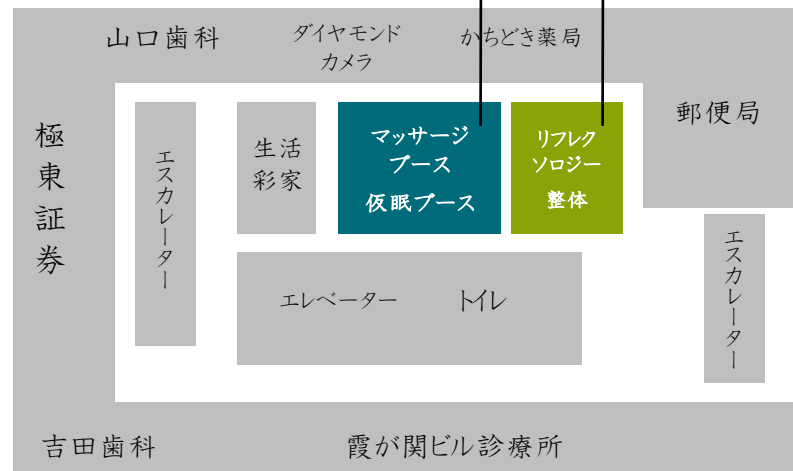 山口歯科
ダイヤモンド
カメラ
かちどき薬局
郵便局
極東証券
エスカレーター
生活
彩家
マッサージ
ブース
仮眠ブース
リフレク
ソロジー
整体
エスカレーター
エレベーター
トイレ
吉田歯科
霞が関ビル診療所